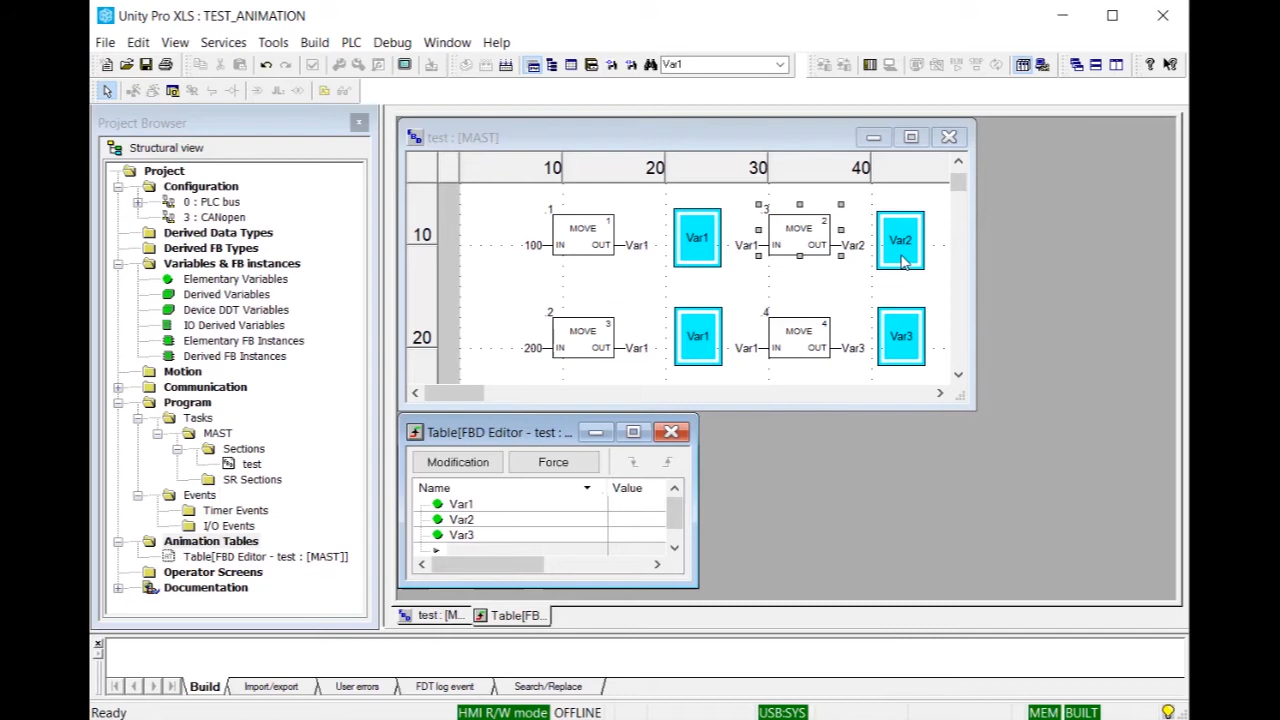 Unity Pro XLS : TEST_ANIMATION
File Edit View Services Tools Build PLC Debug Window Help
Var1
Project Browser
Structural view
Project
Configuration
0 : PLC bus
3 : CANopen
Derived Data Types
Derived FB Types
Variables & FB instances
Elementary Variables
Derived Variables
Device DDT Variables
IO Derived Variables
Elementary FB Instances
Derived FB Instances
Motion
Communication
Program
Tasks
MAST
Sections
test
SR Sections
Events
Timer Events
I/O Events
Animation Tables
Table[FBD Editor - test : [MAST]]
Operator Screens
Documentation
test : [MAST]
10 20 30 40
10
.1
MOVE 1
100 IN OUT Var1
Var1
.3
MOVE 2
Var1 IN OUT Var2
Var2
20
.2
MOVE 3
200 IN OUT Var1
Var1
.4
MOVE 4
Var1 IN OUT Var3
Var3
Table[FBD Editor - test : ...
Modification Force
Name Value
Var1
Var2
Var3
test : [M... Table[FB...
Build Import/export User errors FDT log event Search/Replace
Ready HMI R/W mode OFFLINE USB:SYS MEM BUILT